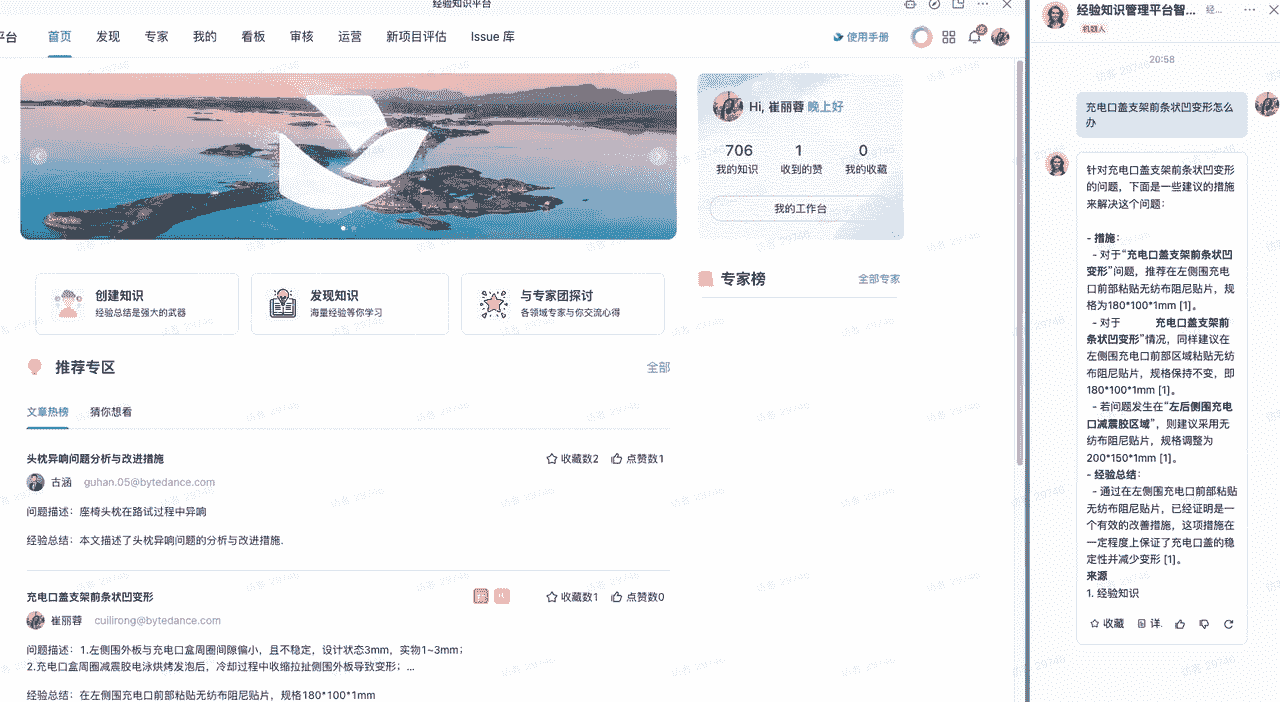 经验知识平台
平台
首页
发现
专家
我的
看板
审核
运营
新项目评估
Issue 库
使用手册
Hi, 崔丽蓉 晚上好
706
1
0
我的知识
收到的赞
我的收藏
我的工作台
创建知识
经验总结是强大的武器
发现知识
海量经验等你学习
与专家团探讨
各领域专家与你交流心得
专家榜
全部专家
推荐专区
全部
文章热榜
猜你想看
头枕异响问题分析与改进措施
收藏数2
点赞数1
古涵
guhan.05@bytedance.com
问题描述：座椅头枕在路试过程中异响
经验总结：本文描述了头枕异响问题的分析与改进措施.
充电口盖支架前条状凹变形
收藏数1
点赞数0
崔丽蓉
cuilirong@bytedance.com
问题描述：1.左侧围外板与充电口盒周圈间隙偏小，且不稳定，设计状态3mm，实物1~3mm；
2.充电口盒周圈减震胶电泳烘烤发泡后，冷却过程中收缩拉扯侧围外板导致变形；...
经验总结：在左侧围充电口前部粘贴无纺布阻尼贴片，规格180*100*1mm
经验知识管理平台智...
经...
机器人
20:58
充电口盖支架前条状凹变形怎么
办
针对充电口盖支架前条状凹变形
的问题，下面是一些建议的措施
来解决这个问题：
- 措施：
- 对于“充电口盖支架前条状凹
变形”问题，推荐在左侧围充电
口前部粘贴无纺布阻尼贴片，规
格为180*100*1mm [1]。
- 对于 充电口盖支架前
条状凹变形”情况，同样建议在
左侧围充电口前部区域粘贴无纺
布阻尼贴片，规格保持不变，即
180*100*1mm [1]。
- 若问题发生在“左后侧围充电
口减震胶区域”，则建议采用无
纺布阻尼贴片，规格调整为
200*150*1mm [1]。
- 经验总结：
- 通过在左侧围充电口前部粘贴
无纺布阻尼贴片，已经证明是一
个有效的改善措施，这项措施在
一定程度上保证了充电口盖的稳
定性并减少变形 [1]。
来源
1. 经验知识
收藏
详.
访客 29746